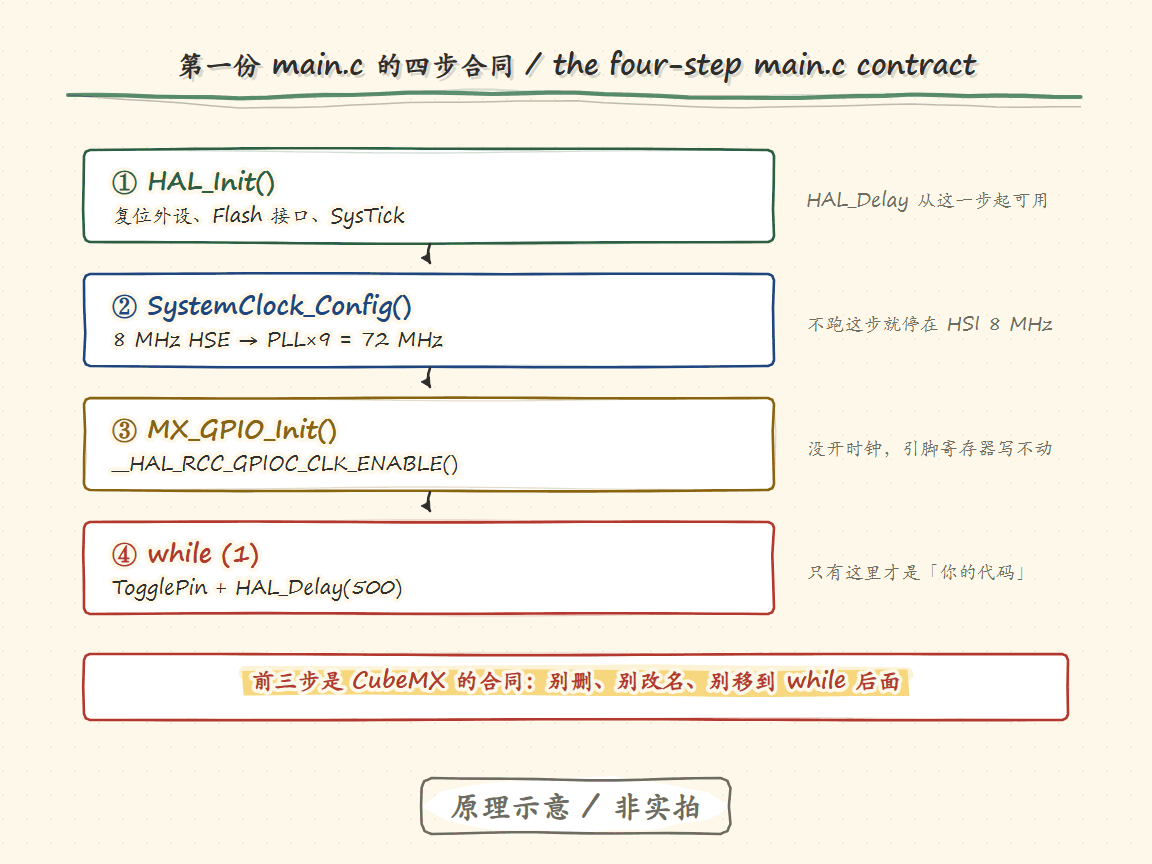 第一份 main.c 的四步合同 / the four-step main.c contract
① HAL_Init()
复位外设、Flash 接口、SysTick
HAL_Delay 从这一步起可用
② SystemClock_Config()
8 MHz HSE → PLL×9 = 72 MHz
不跑这步就停在 HSI 8 MHz
③ MX_GPIO_Init()
__HAL_RCC_GPIOC_CLK_ENABLE()
没开时钟，引脚寄存器写不动
④ while (1)
TogglePin + HAL_Delay(500)
只有这里才是「你的代码」
前三步是 CubeMX 的合同：别删、别改名、别移到 while 后面
原理示意 / 非实拍